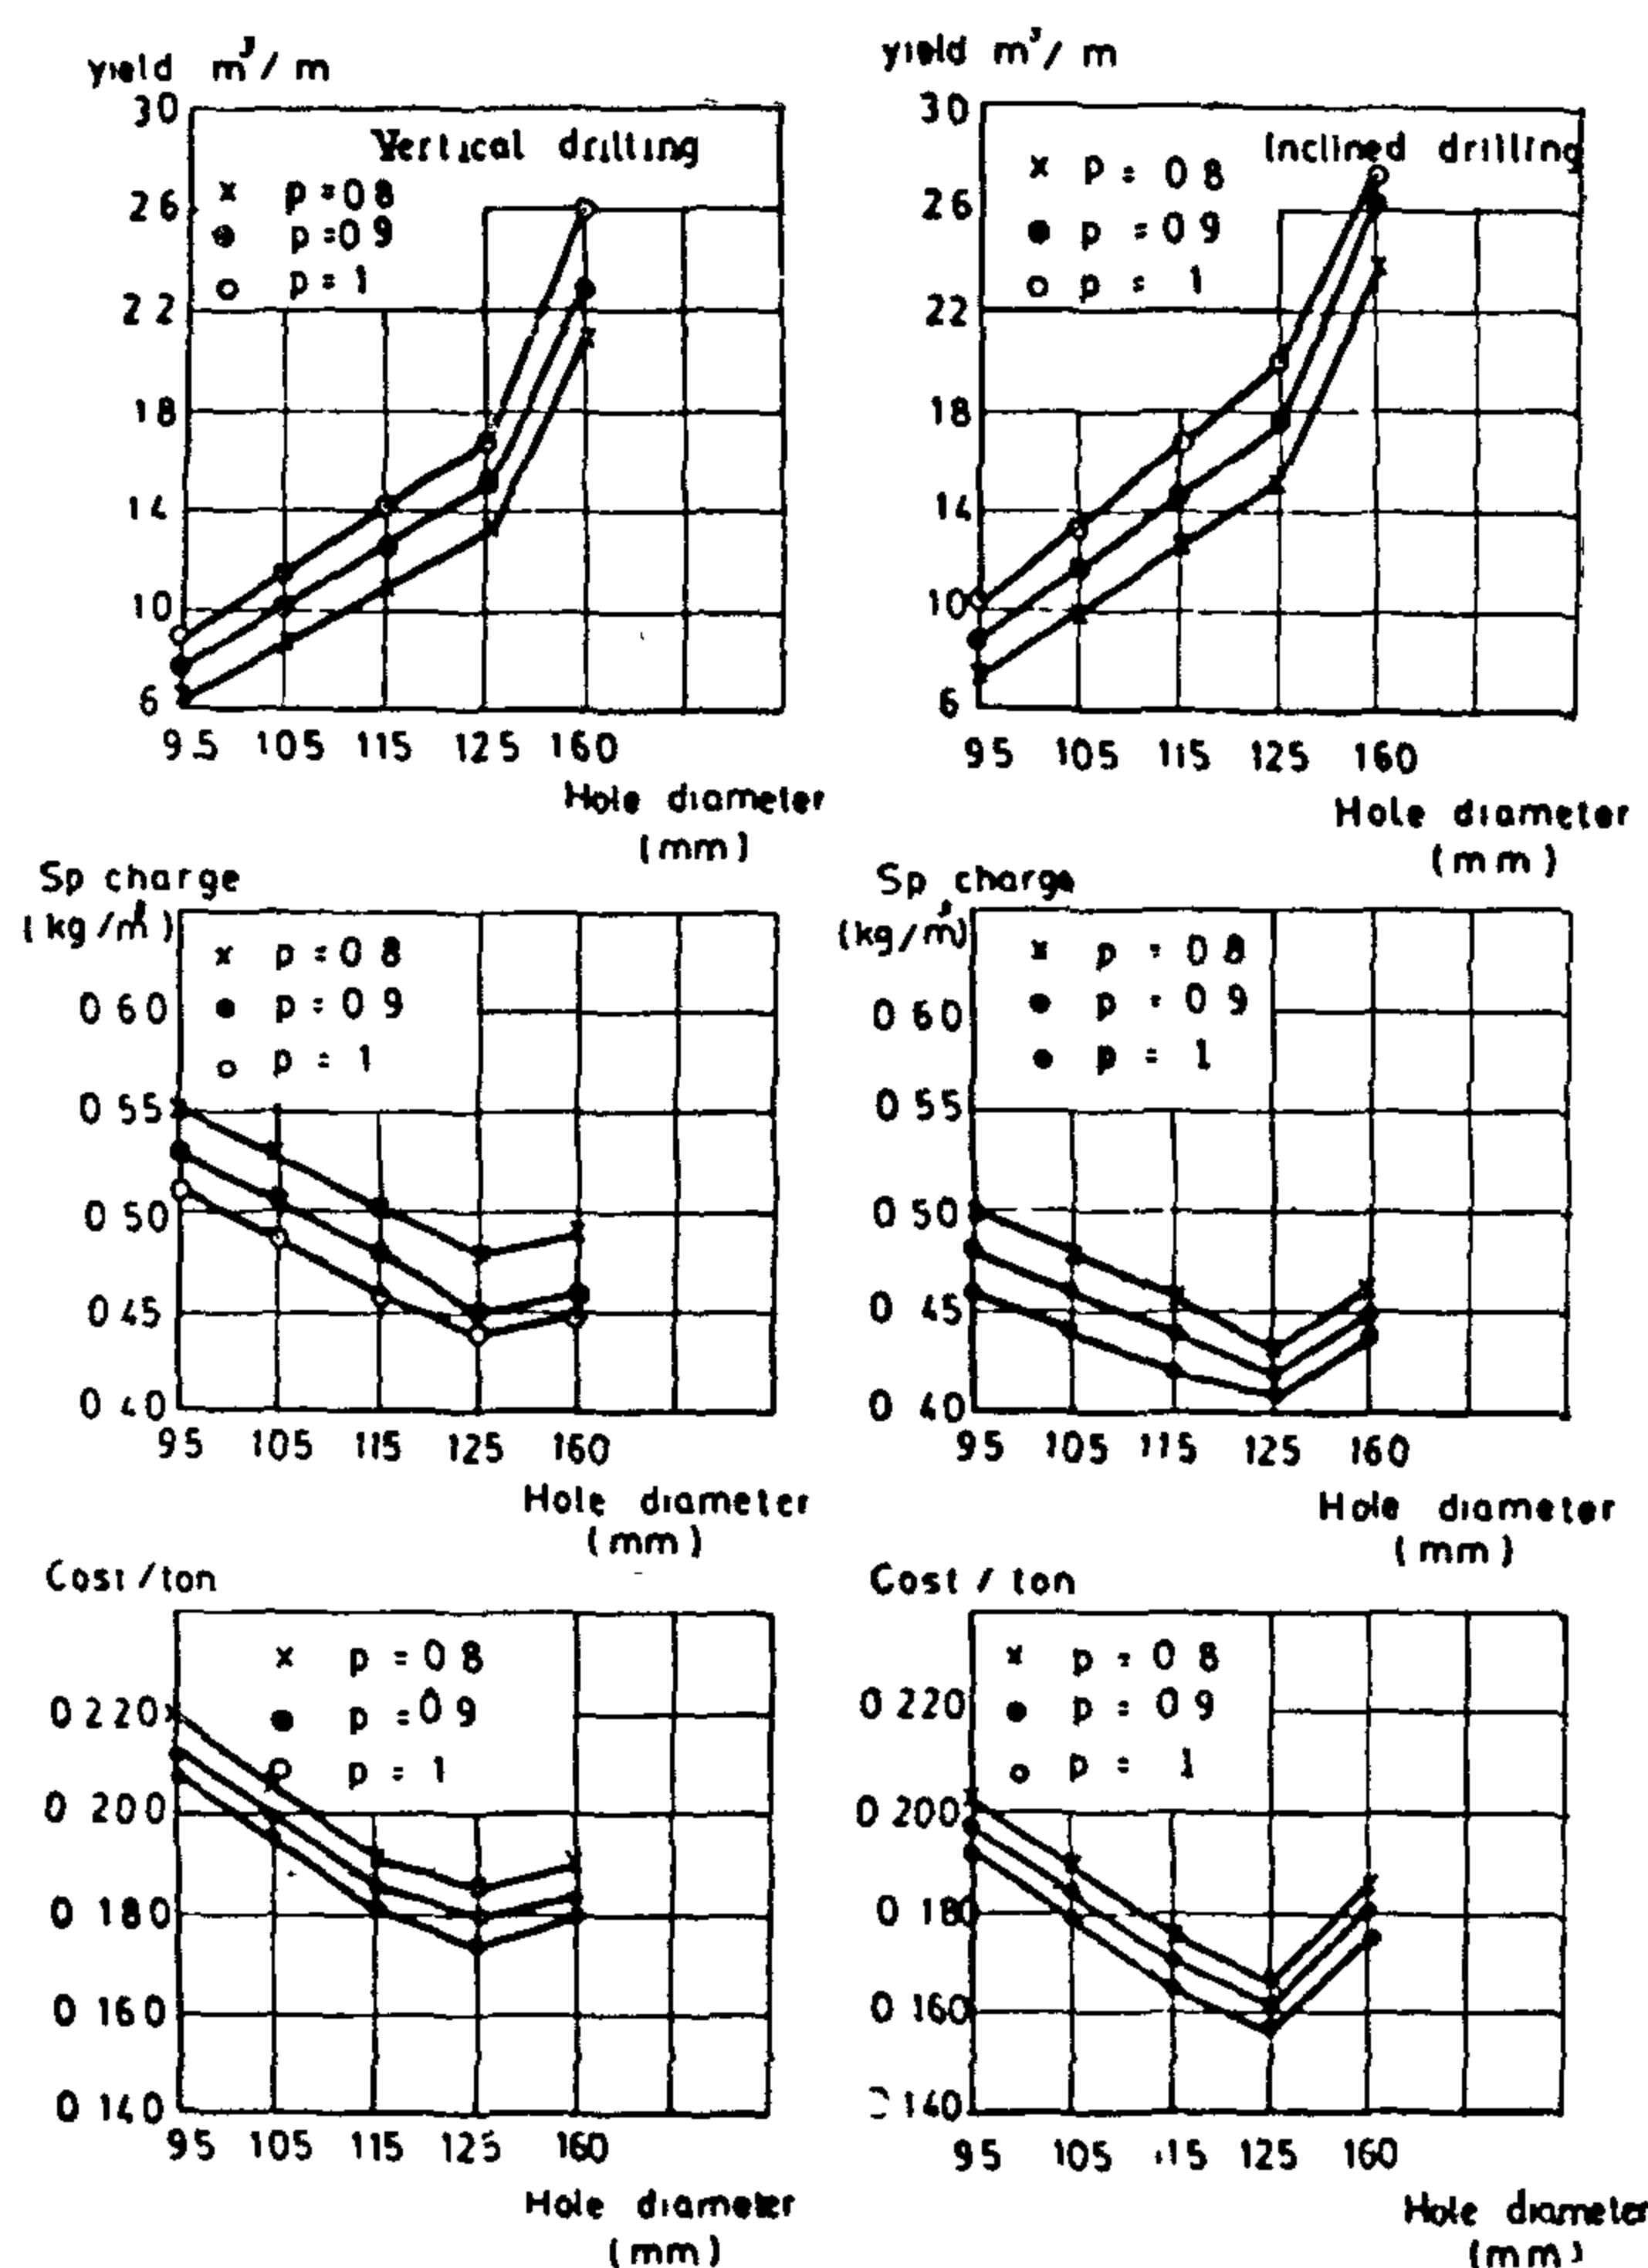 yield m³/ m
30
Vertical drilling
x p = 0 8
26
● p = 0 9
o p = 1
22
18
14
10
6
9 5 105 115 125 160
Hole diameter
(mm)
yield m³/ m
30
Inclined drilling
x p = 0 8
26
● p = 0 9
o p = 1
22
18
14
10
6
95 105 115 125 160
Hole diameter
(mm)
Sp charge
(kg/m³)
x p = 0 8
0 60
● p = 0 9
o p = 1
0 55
0 50
0 45
0 40
95 105 115 125 160
Hole diameter
(mm)
Sp charge
(kg/m³)
x p = 0 8
0 60
● p = 0 9
● p = 1
0 55
0 50
0 45
0 40
95 105 115 125 160
Hole diameter
(mm)
Cost /ton
x p = 0 8
0 220
● p = 0 9
o p = 1
0 200
0 180
0 160
0 140
95 105 115 125 160
Hole diameter
(mm)
Cost / ton
x p = 0 8
0 220
● p = 0 9
o p = 1
0 200
0 180
0 160
0 140
95 105 115 125 160
Hole diameter
(mm)